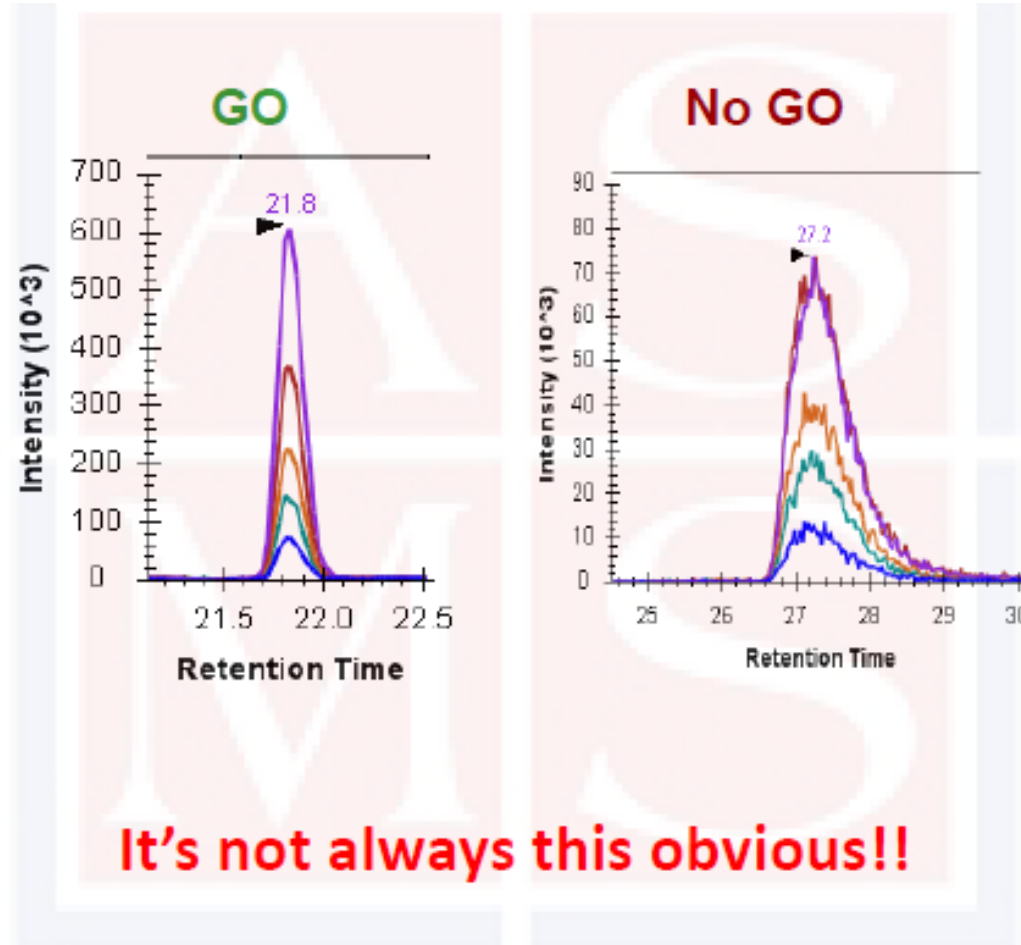 GO
No GO
700
600
500
400
300
200
100
0
21.8
Intensity (10^3)
21.5 22.0 22.5
Retention Time
90
80
70
60
50
40
30
20
10
0
27.2
Intensity (10^3)
25 26 27 28 29 30
Retention Time
It's not always this obvious!!
A S
M S